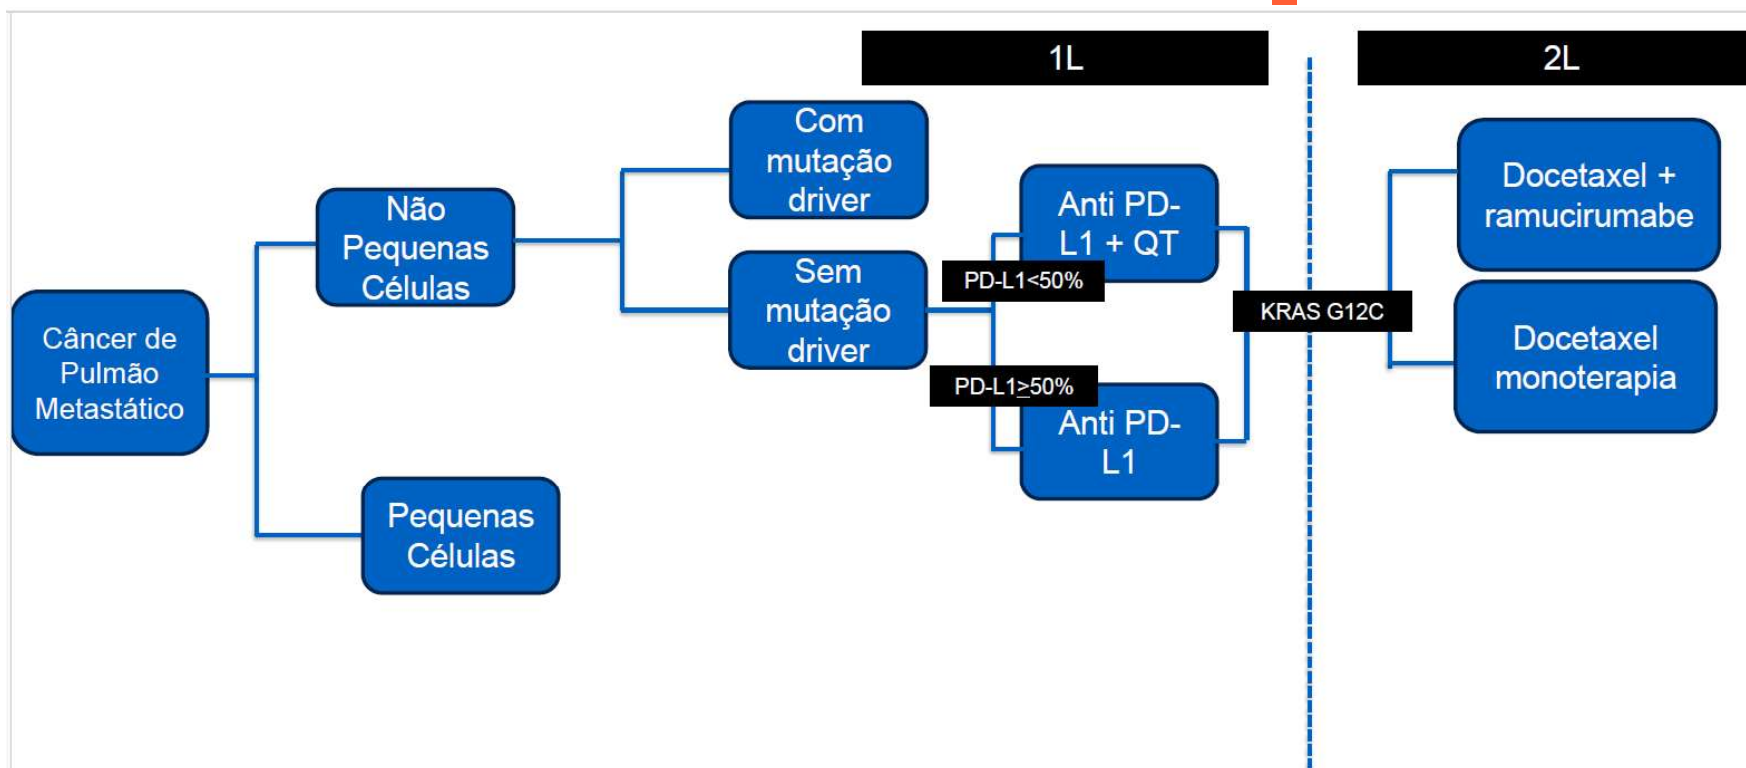 1L
2L
Com
mutação
driver
Docetaxel +
ramucirumabe
Não
Pequenas
Células
Anti PD-
L1 + QT
Sem
mutação
driver
PD-L1<50%
KRAS G12C
Câncer de
Pulmão
Metastático
Docetaxel
monoterapia
PD-L1≥50%
Anti PD-
L1
Pequenas
Células